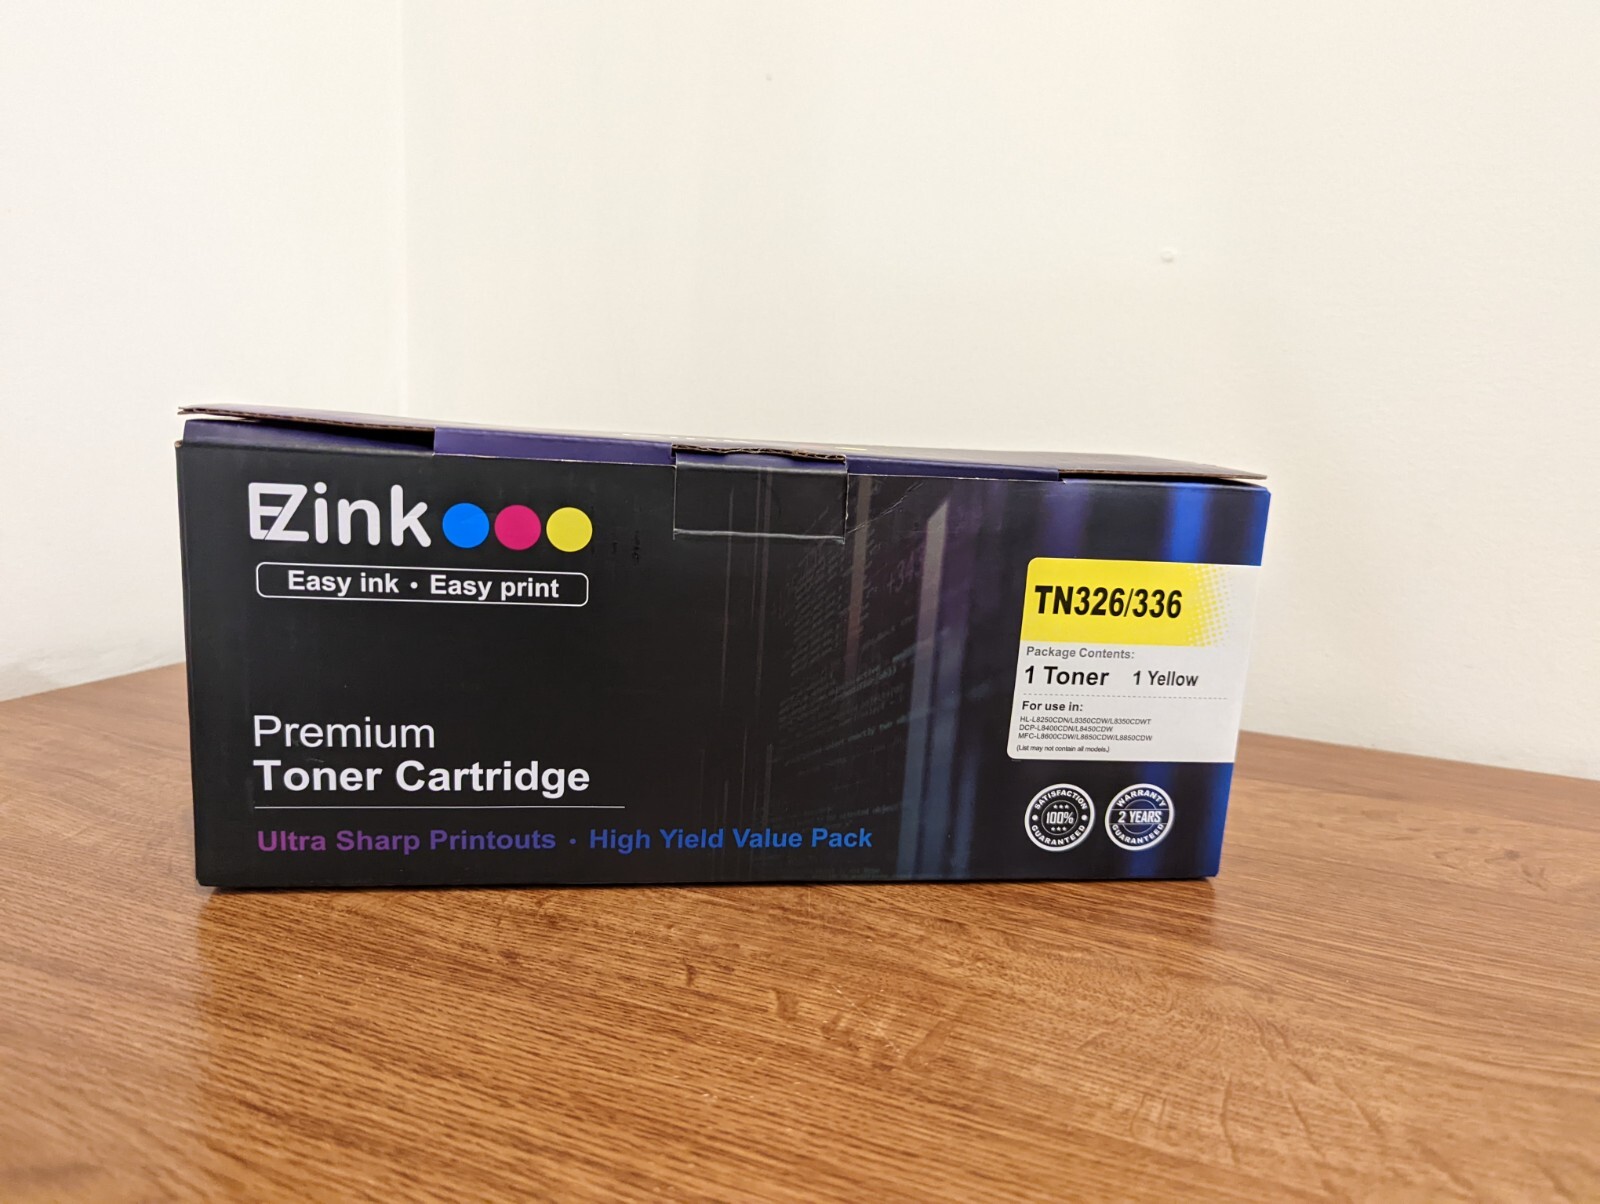 EZink
Easy ink • Easy print
Premium
Toner Cartridge
Ultra Sharp Printouts • High Yield Value Pack
TN326/336
Package Contents:
1 Toner 1 Yellow
For use in:
HL-L8250CDN/L8350CDW/L8350CDWT
DCP-L8400CDN/L8450CDW
MFC-L8600CDW/L8650CDW/L8850CDW
(List may not contain all models.)
SATISFACTION
100%
GUARANTEED
WARRANTY
2 YEARS
GUARANTEED